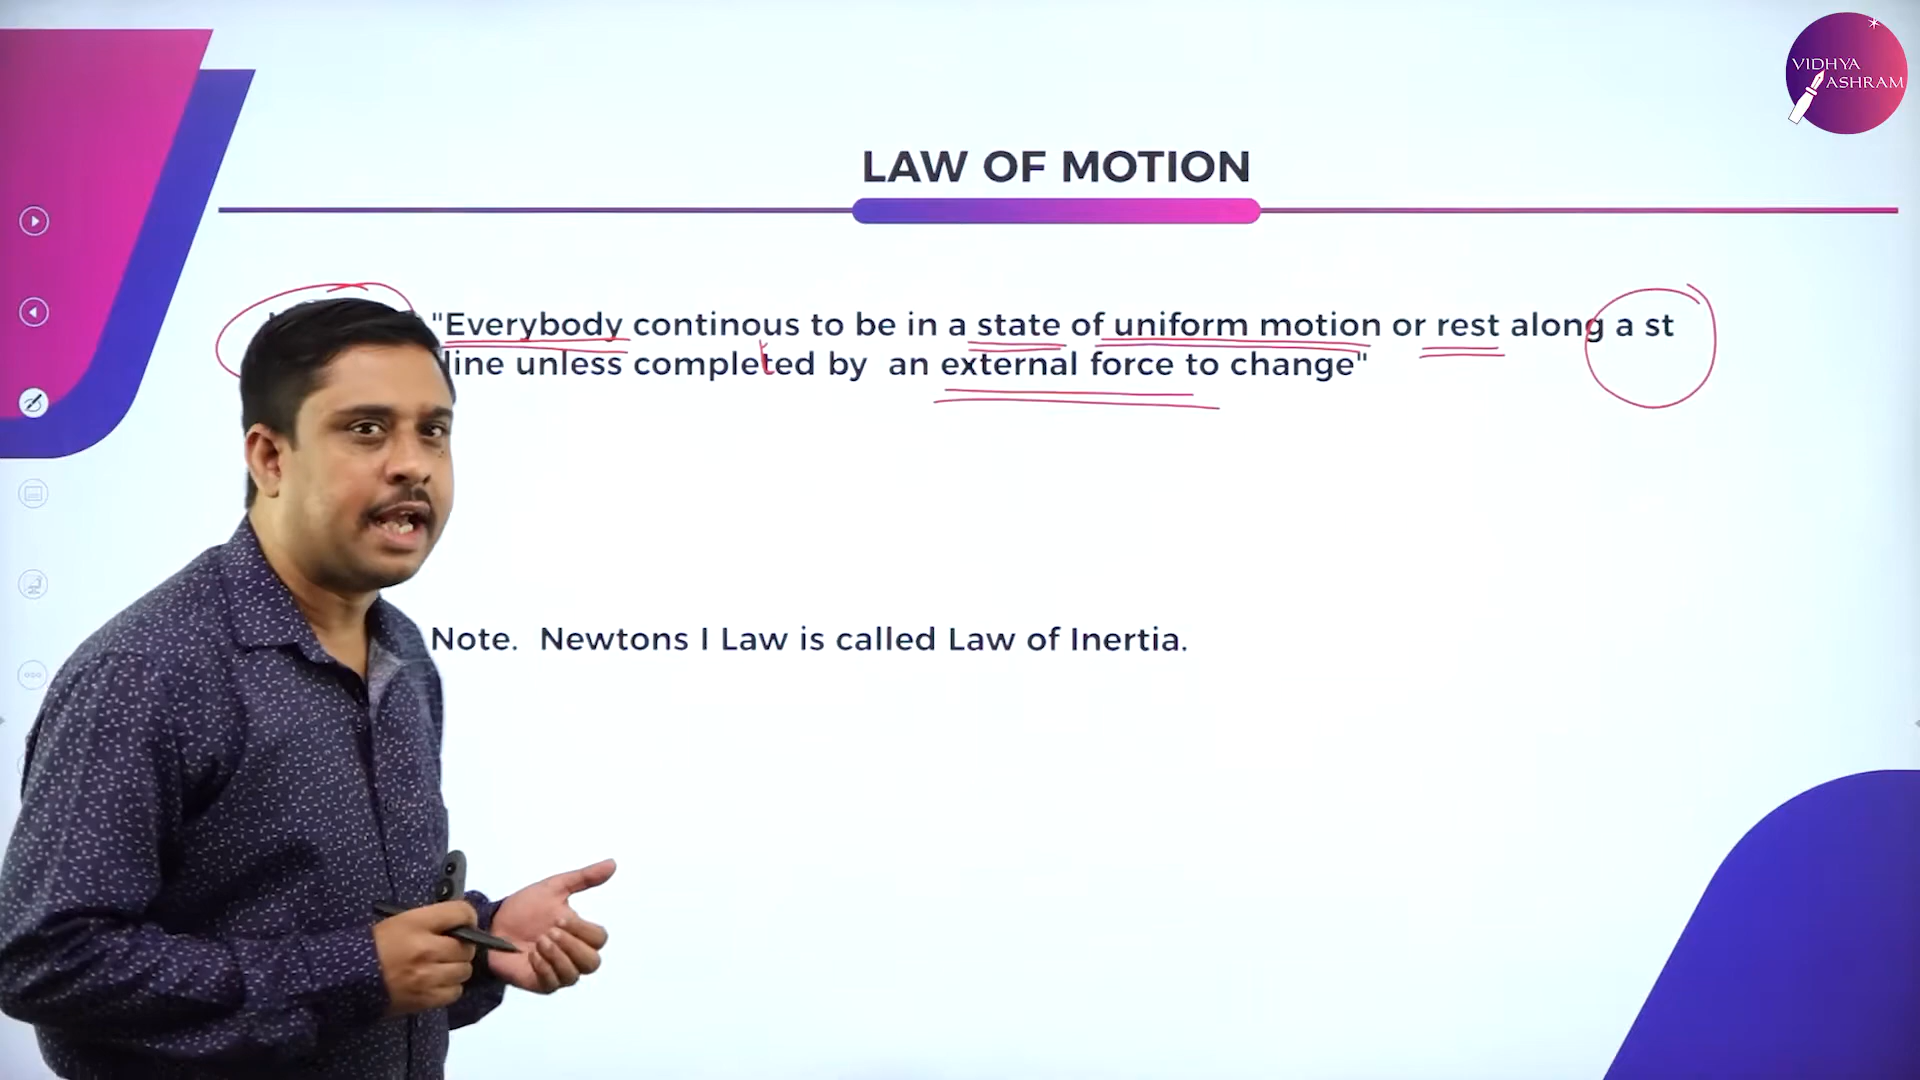 VIDHYA
ASHRAM
LAW OF MOTION
"Everybody continous to be in a state of uniform motion or rest along a st
line unless completed by an external force to change"
Note. Newtons I Law is called Law of Inertia.